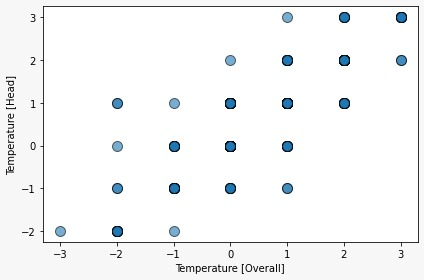 3
2
1
0
−1
−2
Temperature [Head]
−3 −2 −1 0 1 2 3
Temperature [Overall]